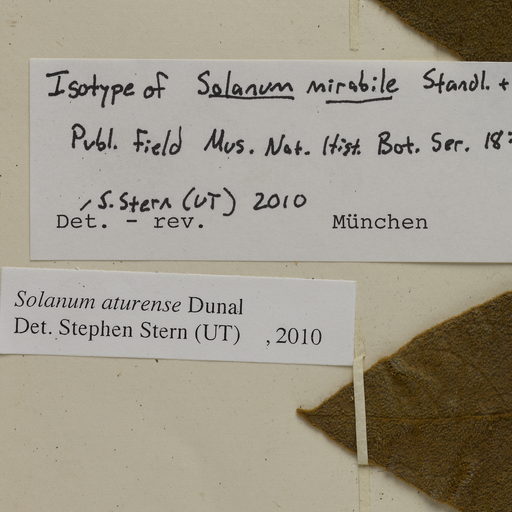 Isotype of Solanum mirabile Standl. +
Publ. Field Mus. Nat. Hist. Bot. Ser. 18:
, S. Stern (UT) 2010
Det. - rev. München
Solanum aturense Dunal
Det. Stephen Stern (UT) , 2010